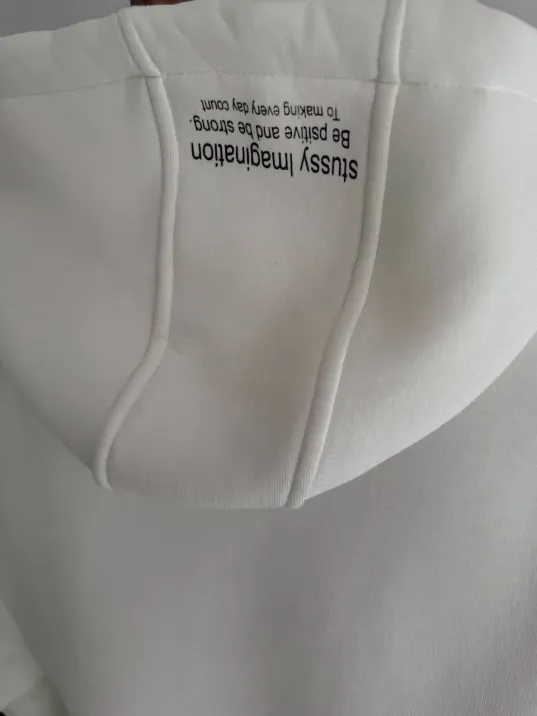 stussy Imagination
Be psitive and be strong.
To making every day count